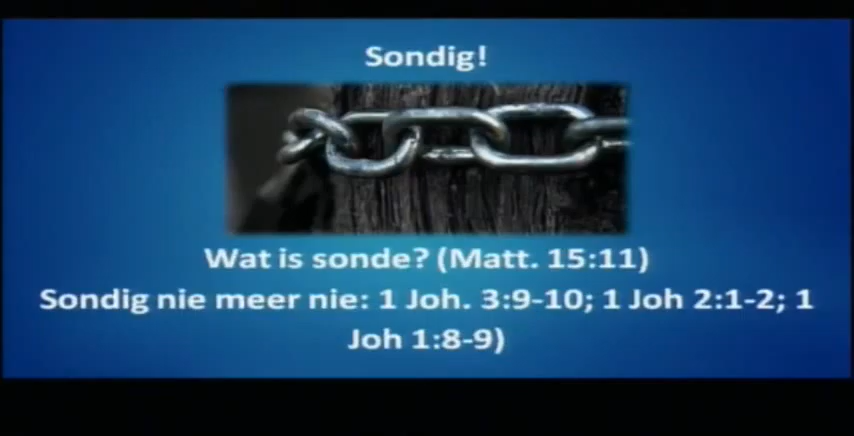 Sondig!
Wat is sonde? (Matt. 15:11)
Sondig nie meer nie: 1 Joh. 3:9-10; 1 Joh 2:1-2; 1
Joh 1:8-9)